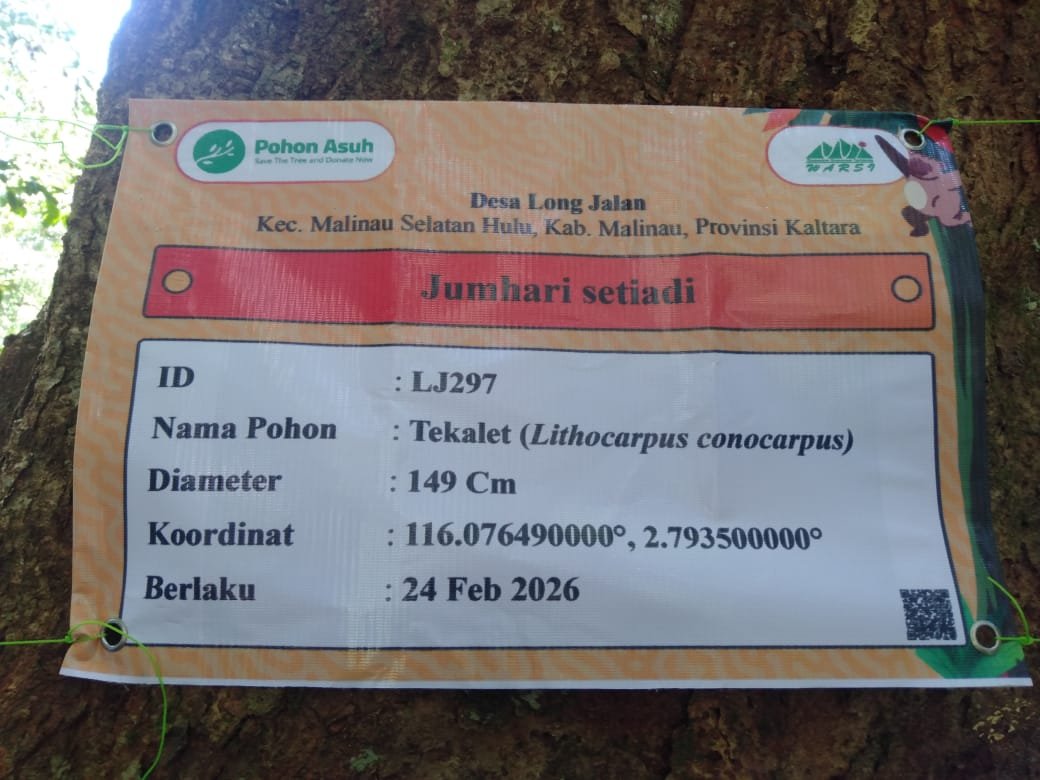 Pohon Asuh
Save The Tree and Donate Now
WARSI
Desa Long Jalan
Kec. Malinau Selatan Hulu, Kab. Malinau, Provinsi Kaltara
Jumhari setiadi
ID : LJ297
Nama Pohon : Tekalet (Lithocarpus conocarpus)
Diameter : 149 Cm
Koordinat : 116.076490000°, 2.793500000°
Berlaku : 24 Feb 2026